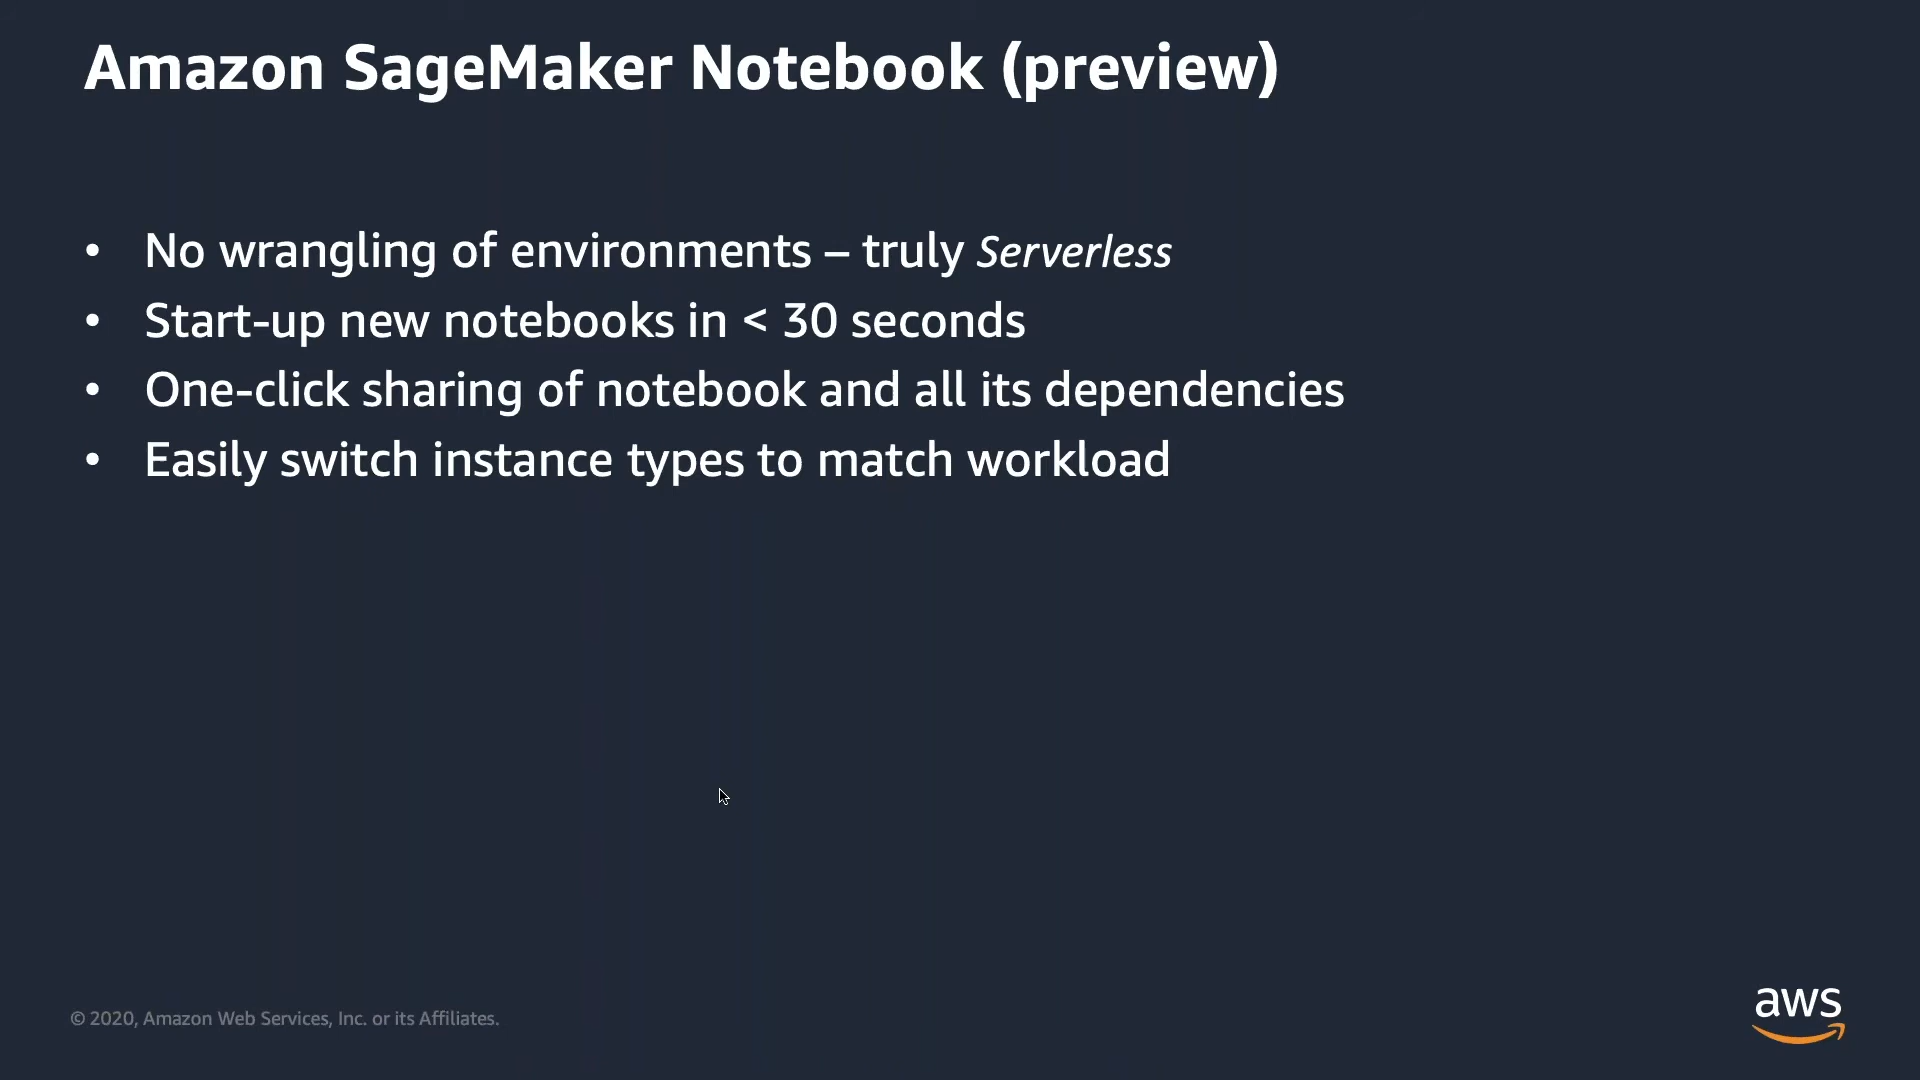 Amazon SageMaker Notebook (preview)
• No wrangling of environments – truly Serverless
• Start-up new notebooks in < 30 seconds
• One-click sharing of notebook and all its dependencies
• Easily switch instance types to match workload
© 2020, Amazon Web Services, Inc. or its Affiliates.
aws